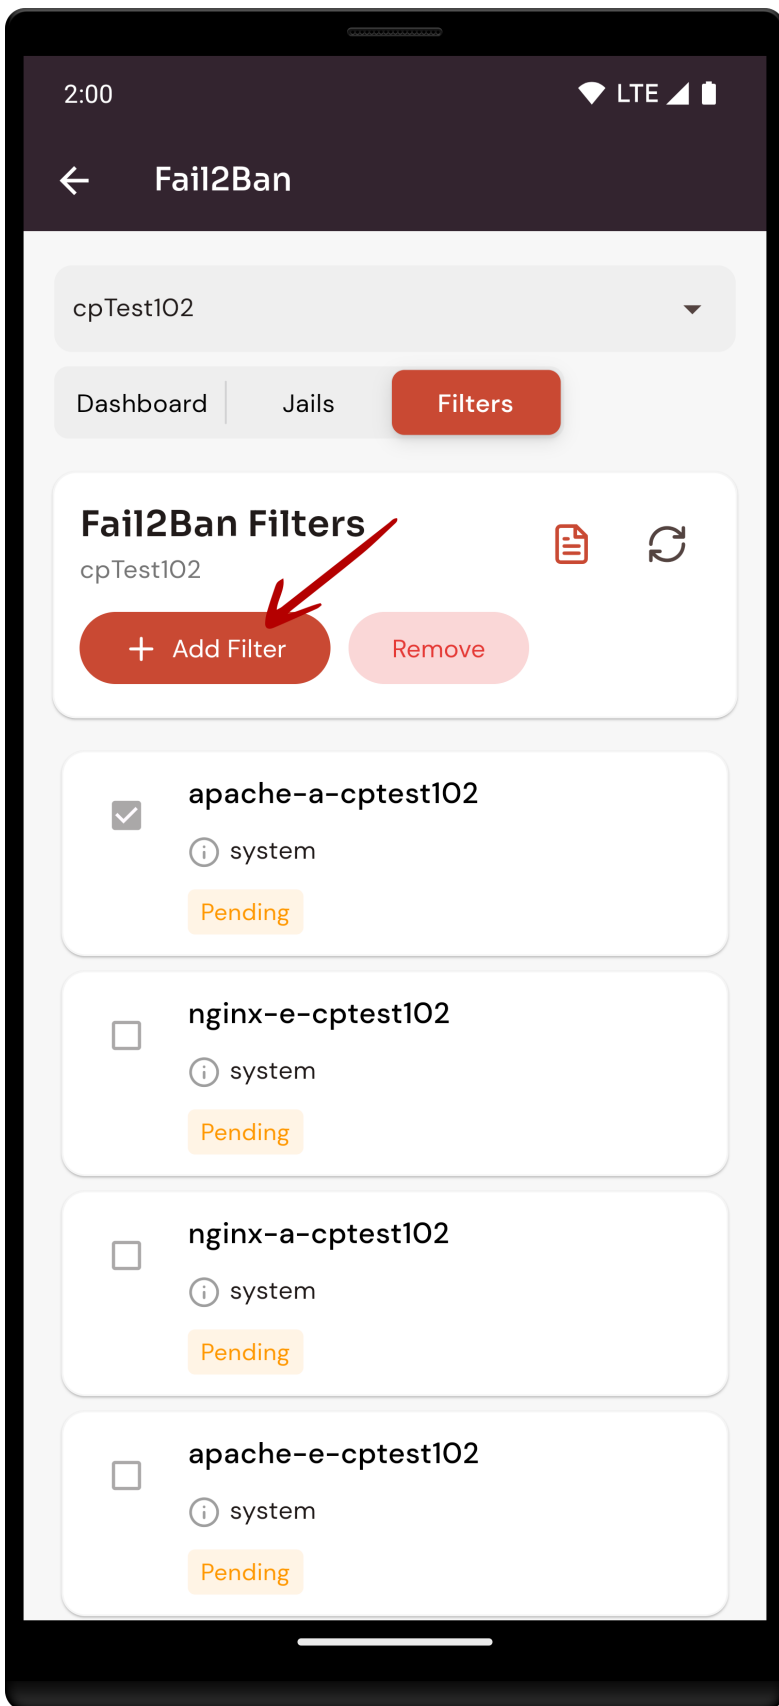 2:00 LTE
Fail2Ban
cpTest102
Dashboard Jails Filters
Fail2Ban Filters
cpTest102
+ Add Filter Remove
apache-a-cptest102
system
Pending
nginx-e-cptest102
system
Pending
nginx-a-cptest102
system
Pending
apache-e-cptest102
system
Pending